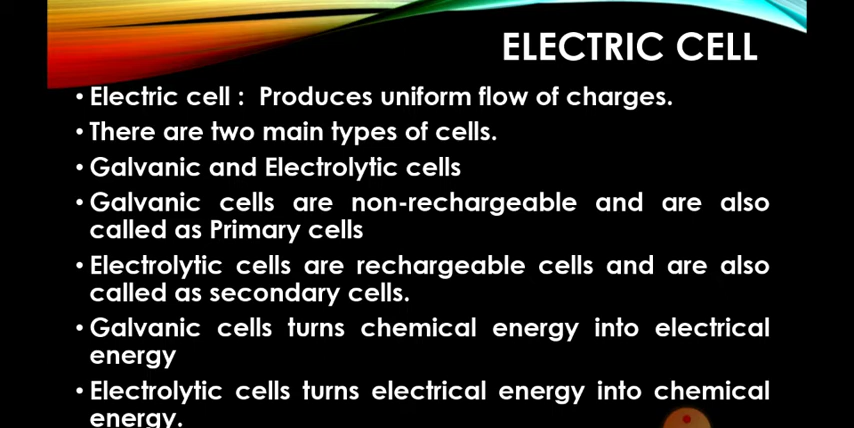 ELECTRIC CELL
• Electric cell : Produces uniform flow of charges.
• There are two main types of cells.
• Galvanic and Electrolytic cells
• Galvanic cells are non-rechargeable and are also
called as Primary cells
• Electrolytic cells are rechargeable cells and are also
called as secondary cells.
• Galvanic cells turns chemical energy into electrical
energy
• Electrolytic cells turns electrical energy into chemical
energy.